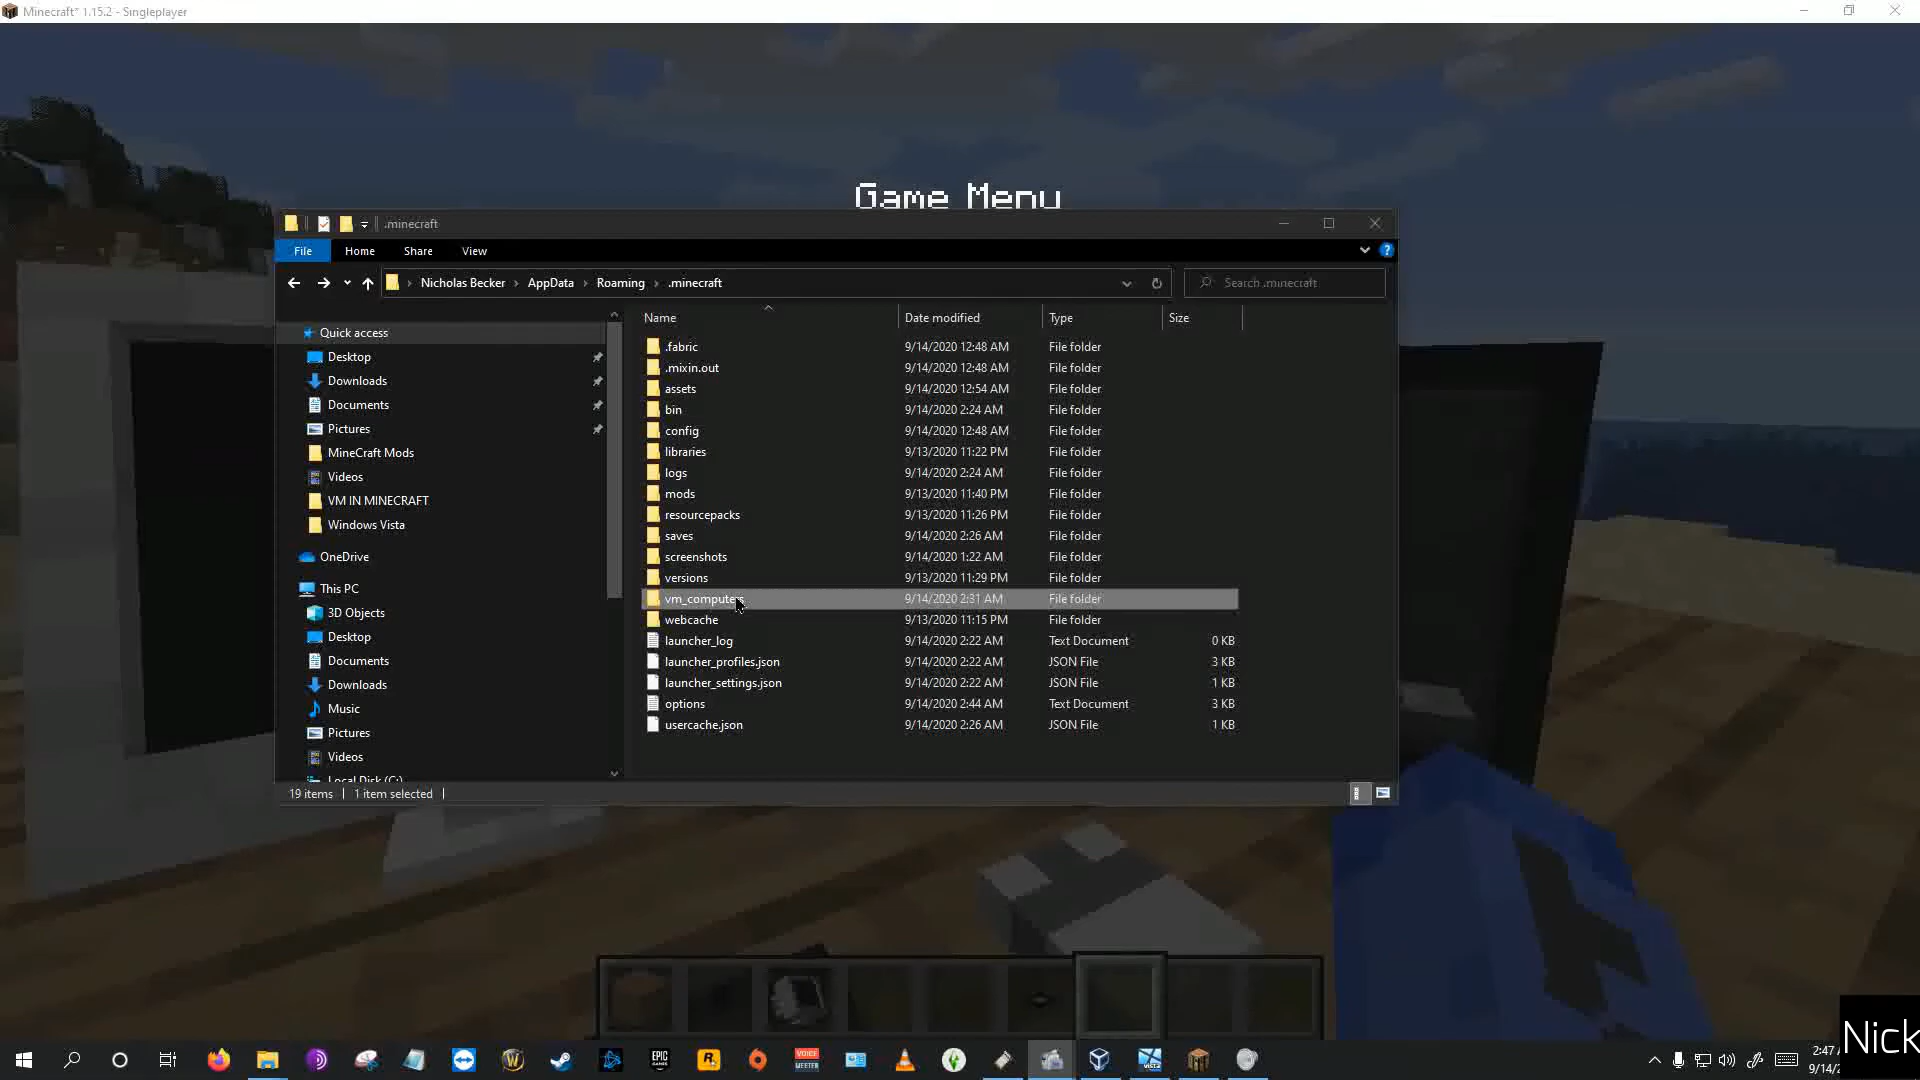 Minecraft* 1.15.2 - Singleplayer
Game Menu
.minecraft
File Home Share View
Nicholas Becker AppData Roaming .minecraft
Search .minecraft
Name Date modified Type Size
Quick access
Desktop
Downloads
Documents
Pictures
MineCraft Mods
Videos
VM IN MINECRAFT
Windows Vista
OneDrive
This PC
3D Objects
Desktop
Documents
Downloads
Music
Pictures
Videos
Local Disk (C:)
.fabric 9/14/2020 12:48 AM File folder
.mixin.out 9/14/2020 12:48 AM File folder
assets 9/14/2020 12:54 AM File folder
bin 9/14/2020 2:24 AM File folder
config 9/14/2020 12:48 AM File folder
libraries 9/13/2020 11:22 PM File folder
logs 9/14/2020 2:24 AM File folder
mods 9/13/2020 11:40 PM File folder
resourcepacks 9/13/2020 11:26 PM File folder
saves 9/14/2020 2:26 AM File folder
screenshots 9/14/2020 1:22 AM File folder
versions 9/13/2020 11:29 PM File folder
vm_computers 9/14/2020 2:31 AM File folder
webcache 9/13/2020 11:15 PM File folder
launcher_log 9/14/2020 2:22 AM Text Document 0 KB
launcher_profiles.json 9/14/2020 2:22 AM JSON File 3 KB
launcher_settings.json 9/14/2020 2:22 AM JSON File 1 KB
options 9/14/2020 2:44 AM Text Document 3 KB
usercache.json 9/14/2020 2:26 AM JSON File 1 KB
19 items 1 item selected
Nick
EPIC GAMES
VOICE MEETER
VISTA
2:47
9/14/2